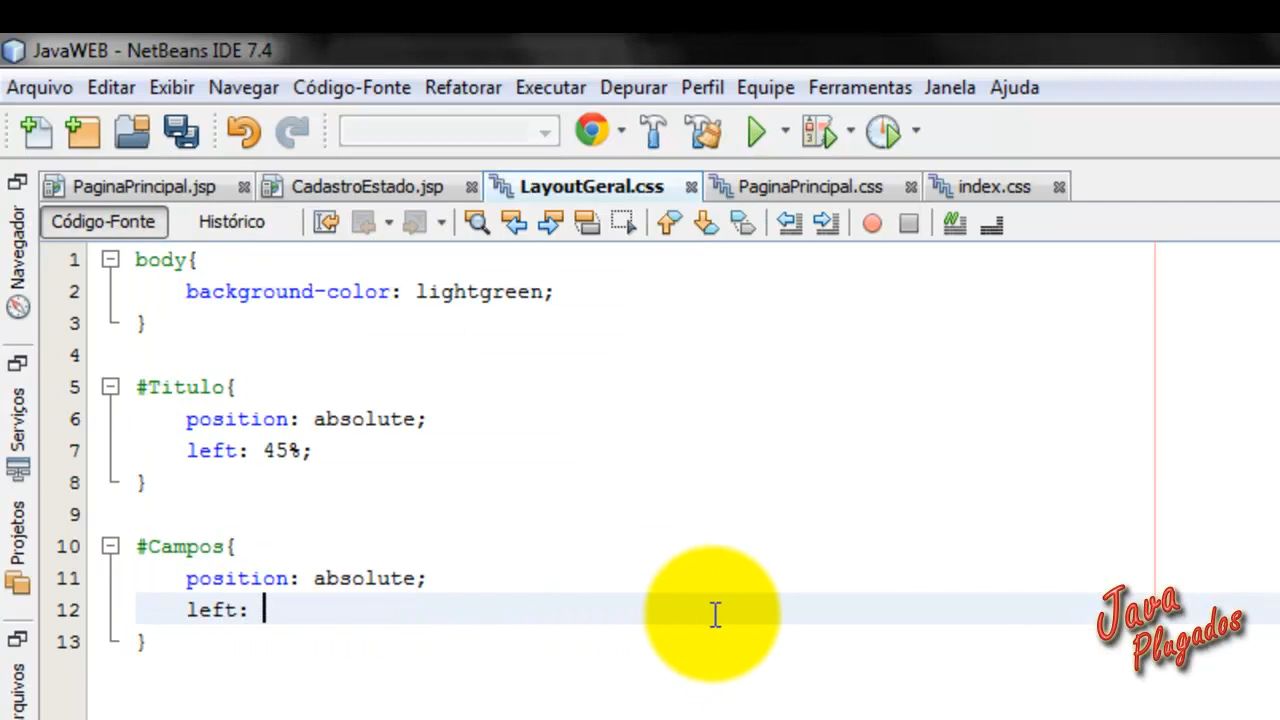 JavaWEB - NetBeans IDE 7.4
Arquivo Editar Exibir Navegar Código-Fonte Refatorar Executar Depurar Perfil Equipe Ferramentas Janela Ajuda
PaginaPrincipal.jsp CadastroEstado.jsp LayoutGeral.css PaginaPrincipal.css index.css
Código-Fonte Histórico
Navegador
Serviços
Projetos
arquivos
1 body{
2 background-color: lightgreen;
3 }
4
5 #Titulo{
6 position: absolute;
7 left: 45%;
8 }
9
10 #Campos{
11 position: absolute;
12 left:
13 }
Java
Plugados